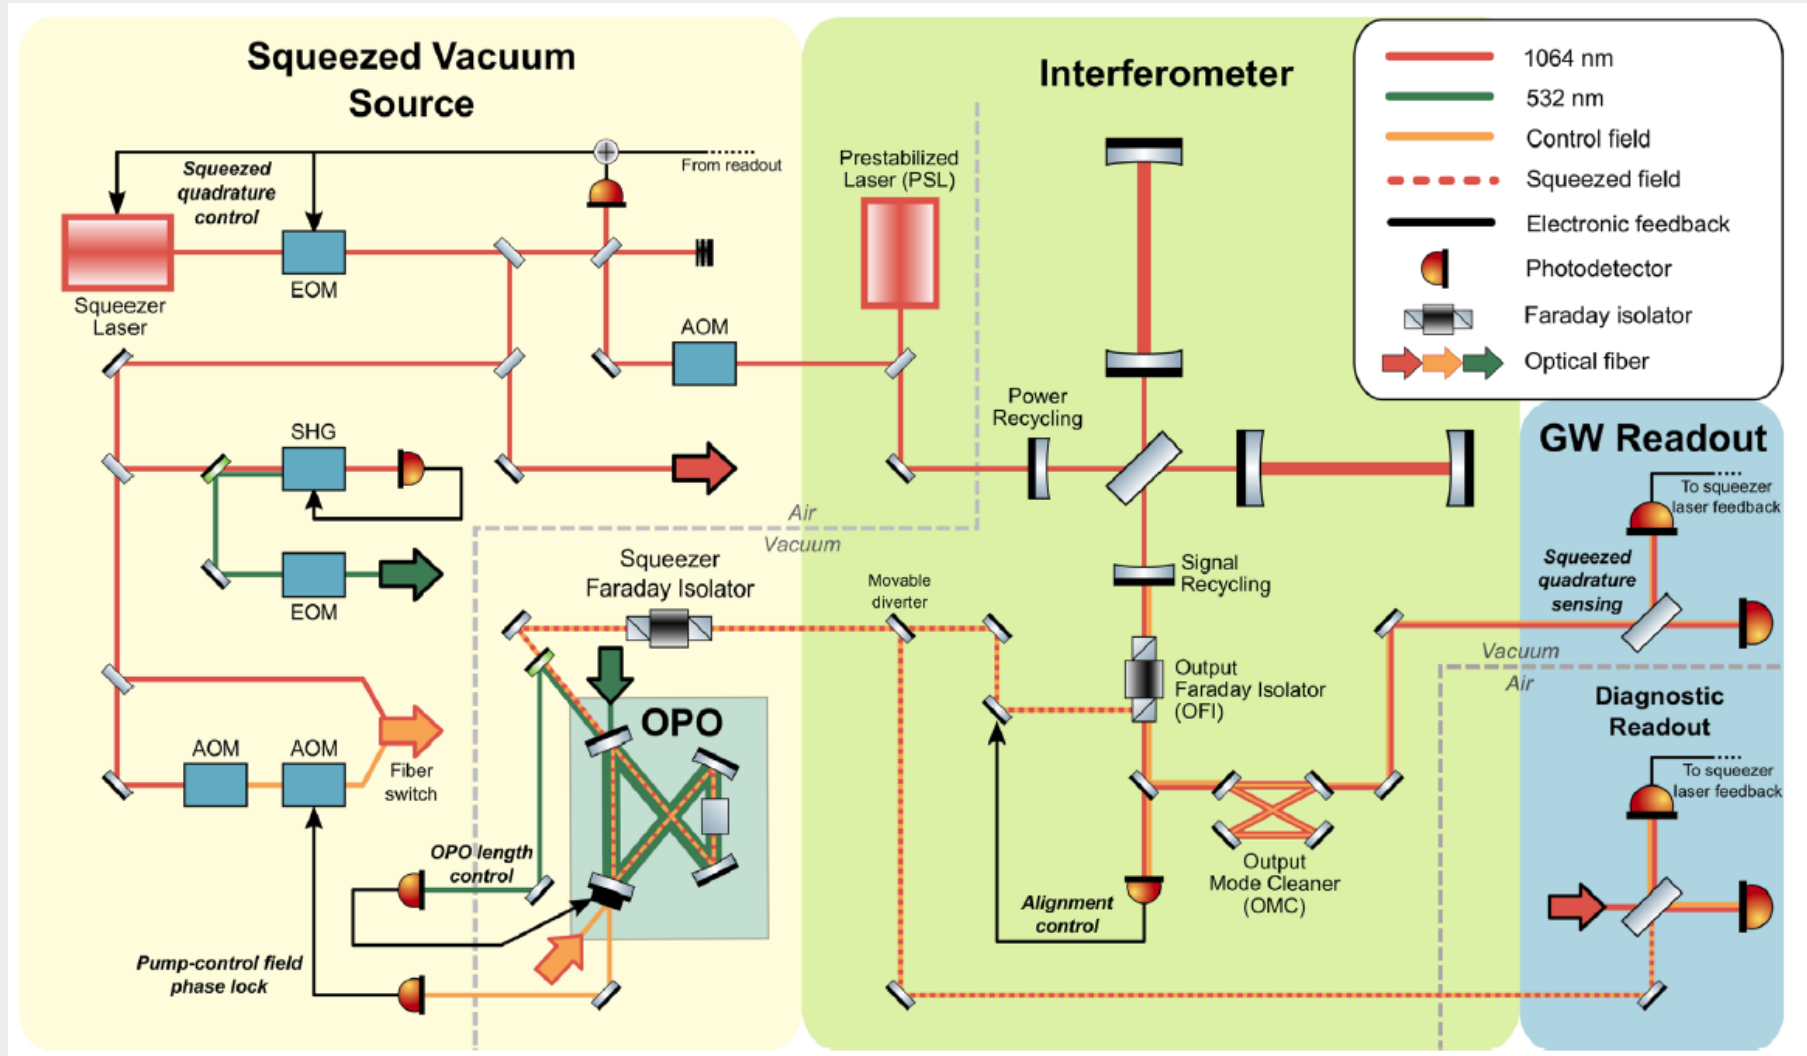 Squeezed Vacuum
Source
Squeezed
quadrature
control
From readout
Squeezer
Laser
EOM
AOM
SHG
EOM
AOM
AOM
Fiber
switch
OPO length
control
Pump-control field
phase lock
Air
Vacuum
Squeezer
Faraday Isolator
OPO
Interferometer
Prestabilized
Laser (PSL)
Power
Recycling
Signal
Recycling
Movable
diverter
Output
Faraday Isolator
(OFI)
Output
Mode Cleaner
(OMC)
Alignment
control
1064 nm
532 nm
Control field
Squeezed field
Electronic feedback
Photodetector
Faraday isolator
Optical fiber
GW Readout
To squeezer
laser feedback
Squeezed
quadrature
sensing
Vacuum
Air
Diagnostic
Readout
To squeezer
laser feedback